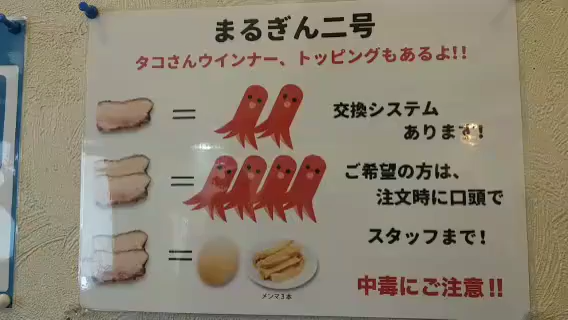 まるぎん二号
タコさんウインナー、トッピングもあるよ!!
=
交換システム
あります!
=
ご希望の方は、
注文時に口頭で
スタッフまで!
=
メンマ3本
中毒にご注意!!